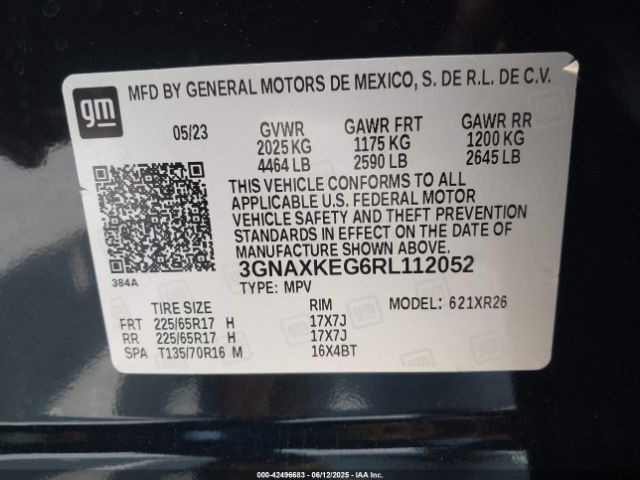 gm
MFD BY GENERAL MOTORS DE MEXICO, S. DE R.L. DE C.V.
05/23 GVWR GAWR FRT GAWR RR
2025 KG 1175 KG 1200 KG
4464 LB 2590 LB 2645 LB
THIS VEHICLE CONFORMS TO ALL
APPLICABLE U.S. FEDERAL MOTOR
VEHICLE SAFETY AND THEFT PREVENTION
STANDARDS IN EFFECT ON THE DATE OF
MANUFACTURE SHOWN ABOVE.
3GNAXKEG6RL112052
384A
TYPE: MPV
TIRE SIZE RIM MODEL: 621XR26
FRT 225/65R17 H 17X7J
RR 225/65R17 H 17X7J
SPA T135/70R16 M 16X4BT
000-42496683 - 06/12/2025 - IAAI.COM